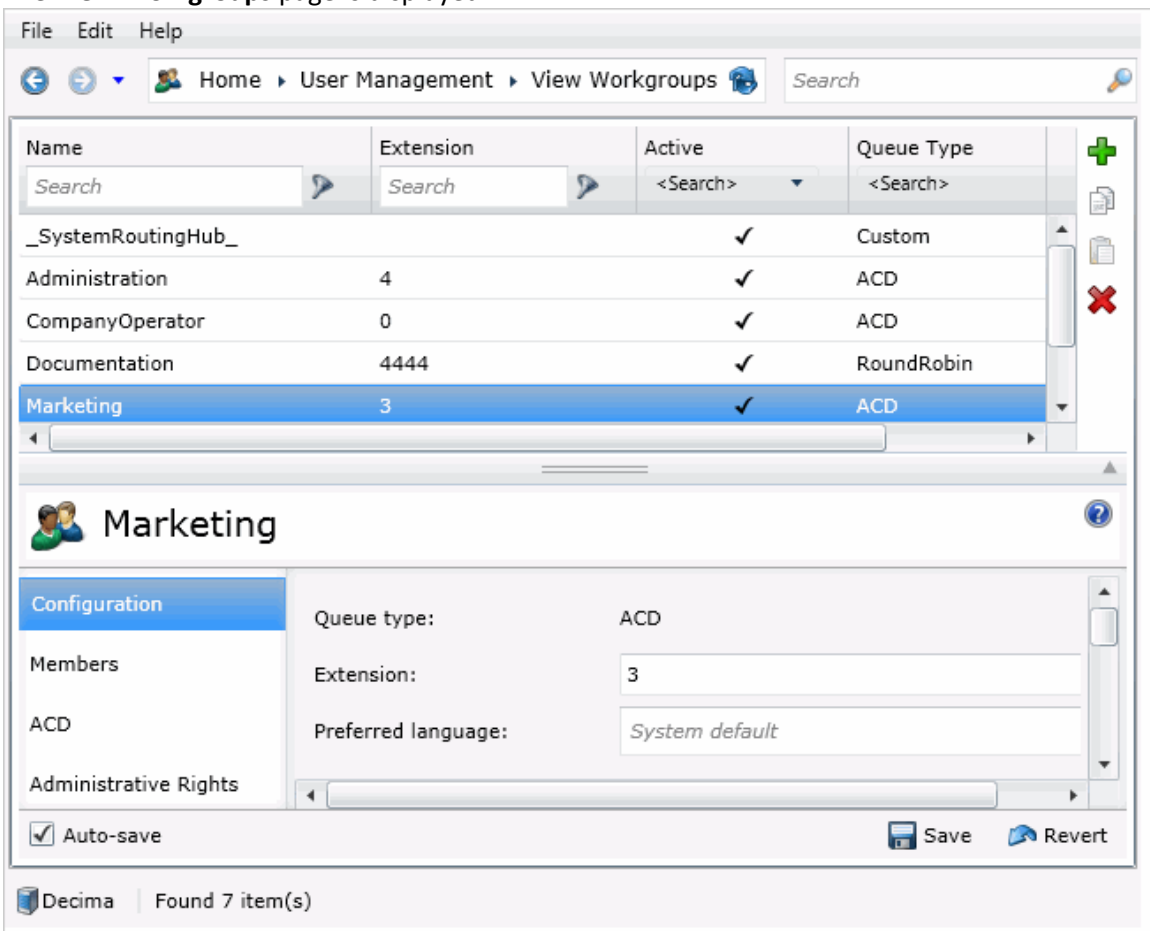 File Edit Help
Home User Management View Workgroups Search
Name Extension Active Queue Type
Search Search <Search> <Search>
_SystemRoutingHub_ Custom
Administration 4 ACD
CompanyOperator 0 ACD
Documentation 4444 RoundRobin
Marketing 3 ACD
Marketing
Configuration
Queue type: ACD
Members
Extension: 3
ACD
Preferred language: System default
Administrative Rights
Auto-save Save Revert
Decima Found 7 item(s)